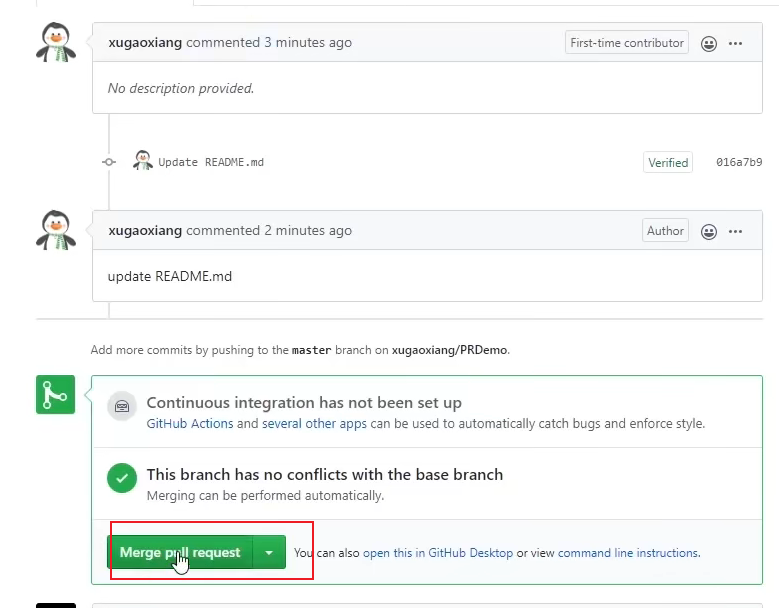 xugaoxiang commented 3 minutes ago First-time contributor
No description provided.
Update README.md Verified 016a7b9
xugaoxiang commented 2 minutes ago Author
update README.md
Add more commits by pushing to the master branch on xugaoxiang/PRDemo.
Continuous integration has not been set up
GitHub Actions and several other apps can be used to automatically catch bugs and enforce style.
This branch has no conflicts with the base branch
Merging can be performed automatically.
Merge pull request You can also open this in GitHub Desktop or view command line instructions.